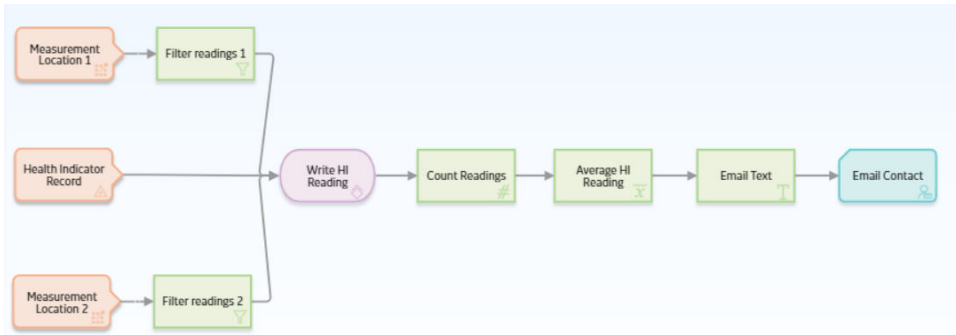 Measurement
Location 1
Filter readings 1
Health Indicator
Record
Write HI
Reading
Count Readings
#
Average HI
Reading
x̄
Email Text
T
Email Contact
Measurement
Location 2
Filter readings 2